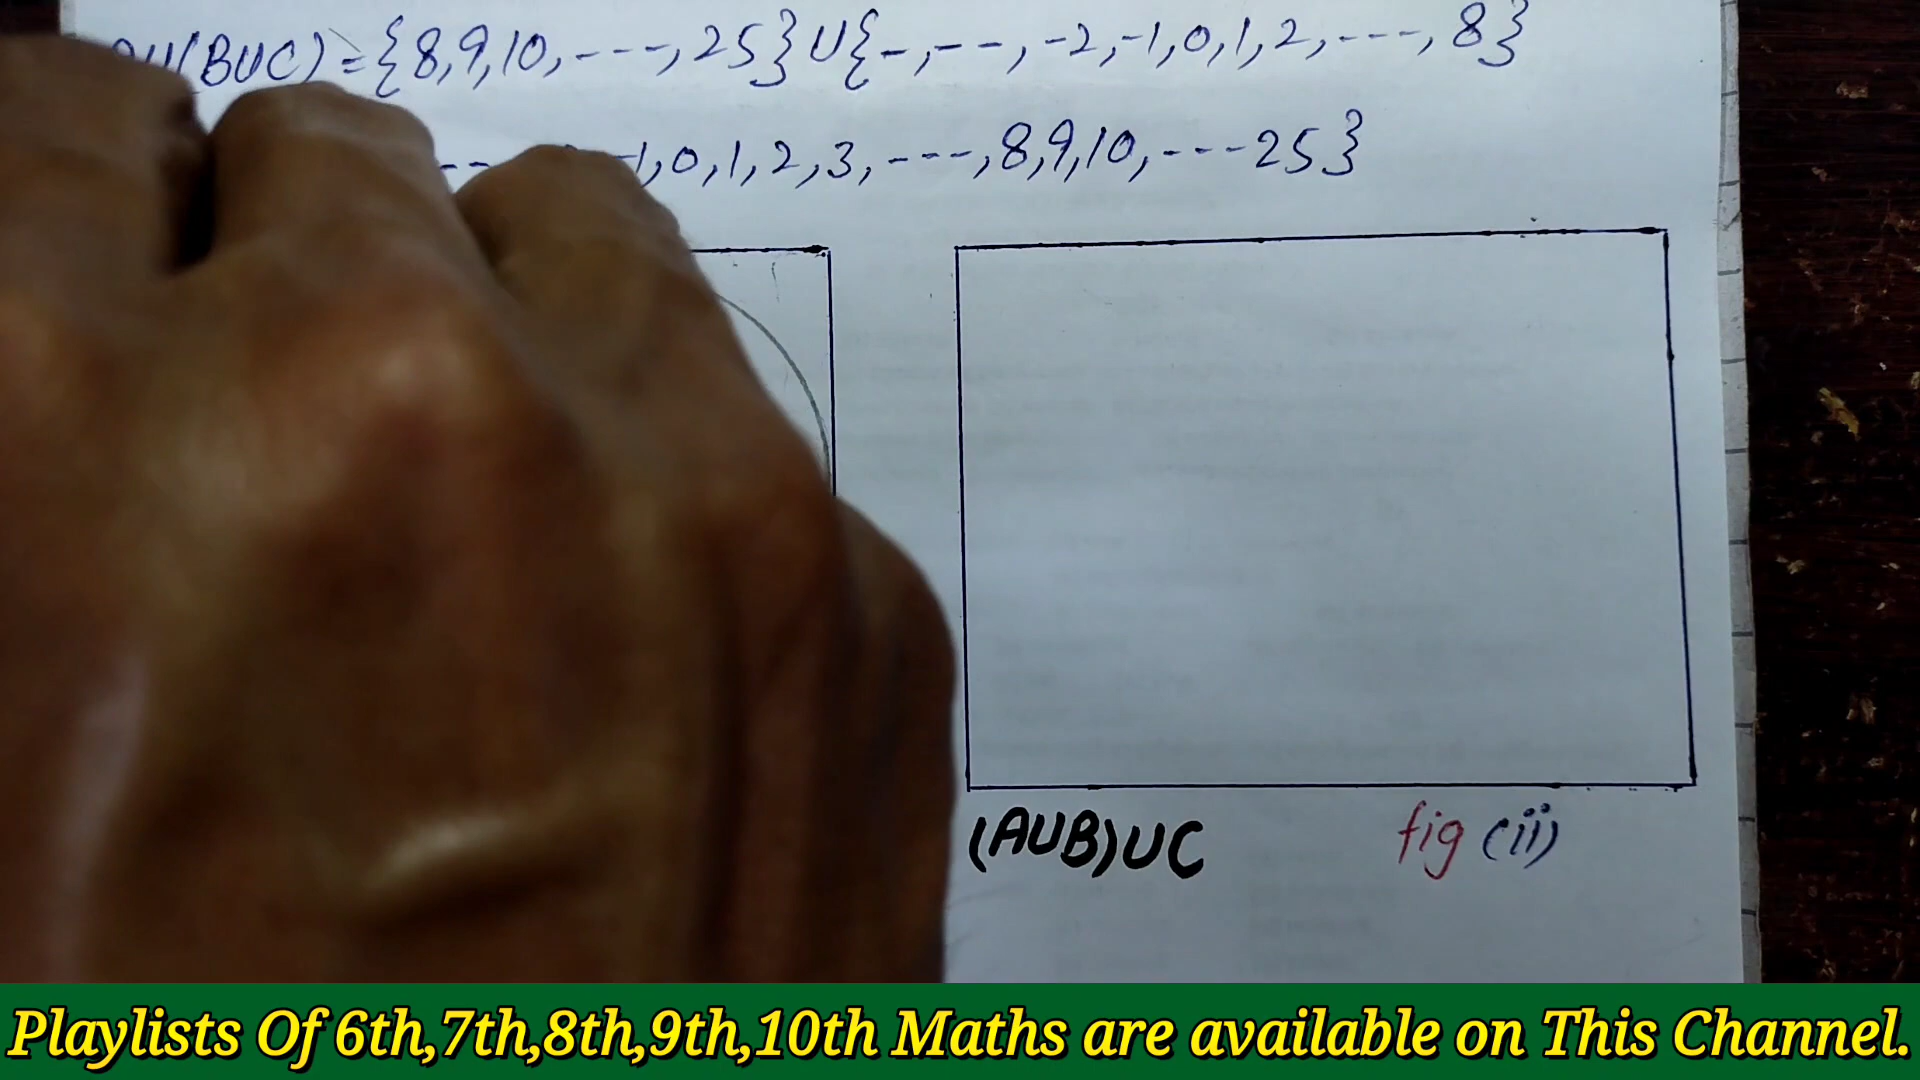 U(BUC) = {8,9,10,----,25}U{-,---,-2,-1,0,1,2,---,8}
-- -1,0,1,2,3,----,8,9,10,---25}
(AUB)UC fig (ii)
Playlists Of 6th,7th,8th,9th,10th Maths are available on This Channel.